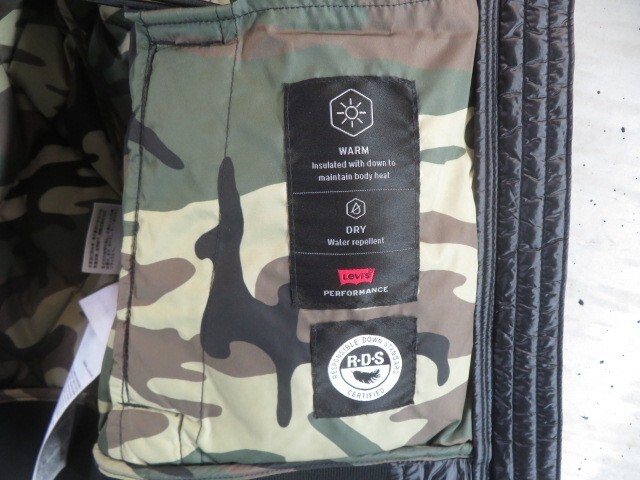 WARM
Insulated with down to
maintain body heat
DRY
Water repellent
Levi's
PERFORMANCE
RESPONSIBLE DOWN STANDARD
R·D·S
CERTIFIED